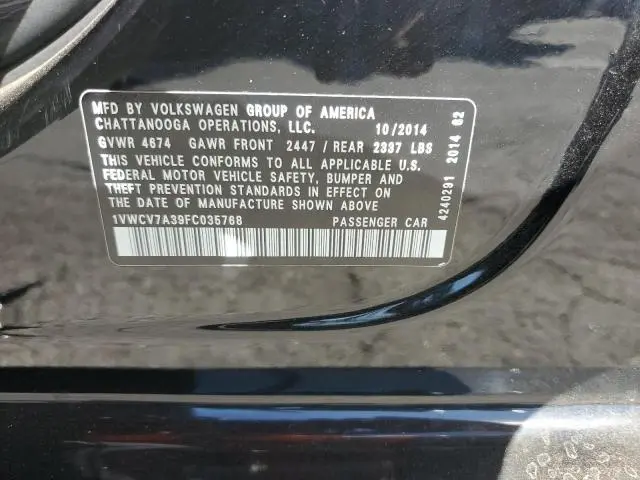 MFD BY VOLKSWAGEN GROUP OF AMERICA
CHATTANOOGA OPERATIONS, LLC. 10/2014
GVWR 4674 GAWR FRONT 2447 / REAR 2337 LBS
THIS VEHICLE CONFORMS TO ALL APPLICABLE U.S.
FEDERAL MOTOR VEHICLE SAFETY, BUMPER AND
THEFT PREVENTION STANDARDS IN EFFECT ON
THE DATE OF MANUFACTURE SHOWN ABOVE
1VWCV7A39FC035768 PASSENGER CAR
4240291 2014 62